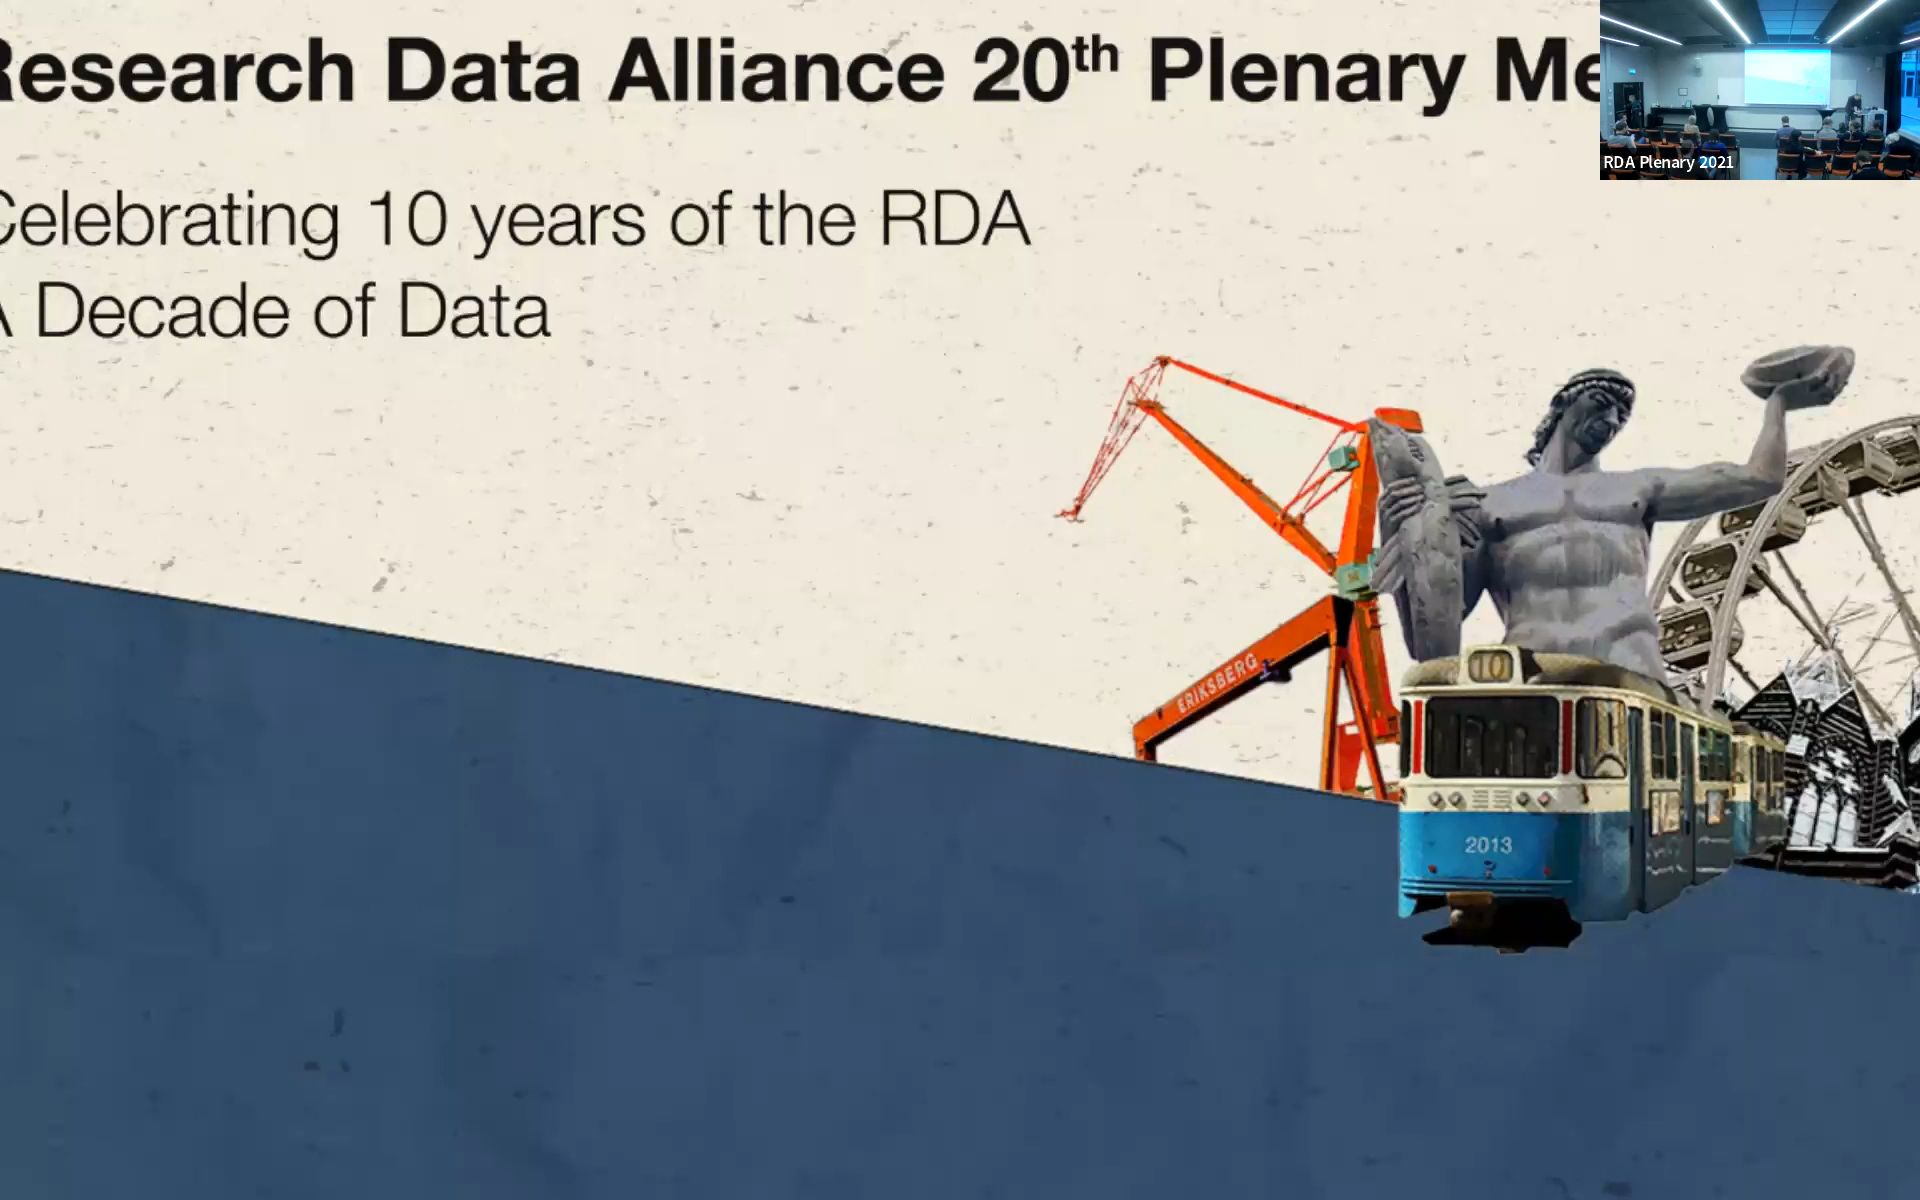 Research Data Alliance 20th Plenary Me
RDA Plenary 2021
Celebrating 10 years of the RDA
A Decade of Data
ERIKSBERG
10
2013